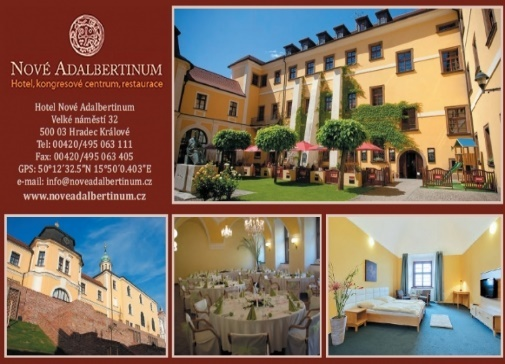 NOVÉ ADALBERTINUM
Hotel, kongresové centrum, restaurace
Hotel Nové Adalbertinum
Velké náměstí 32
500 03 Hradec Králové
Tel: 00420/495 063 111
Fax: 00420/495 063 405
GPS: 50°12´32.5˝N 15°50´0.403˝E
e-mail: info@noveadalbertinum.cz
www.noveadalbertinum.cz